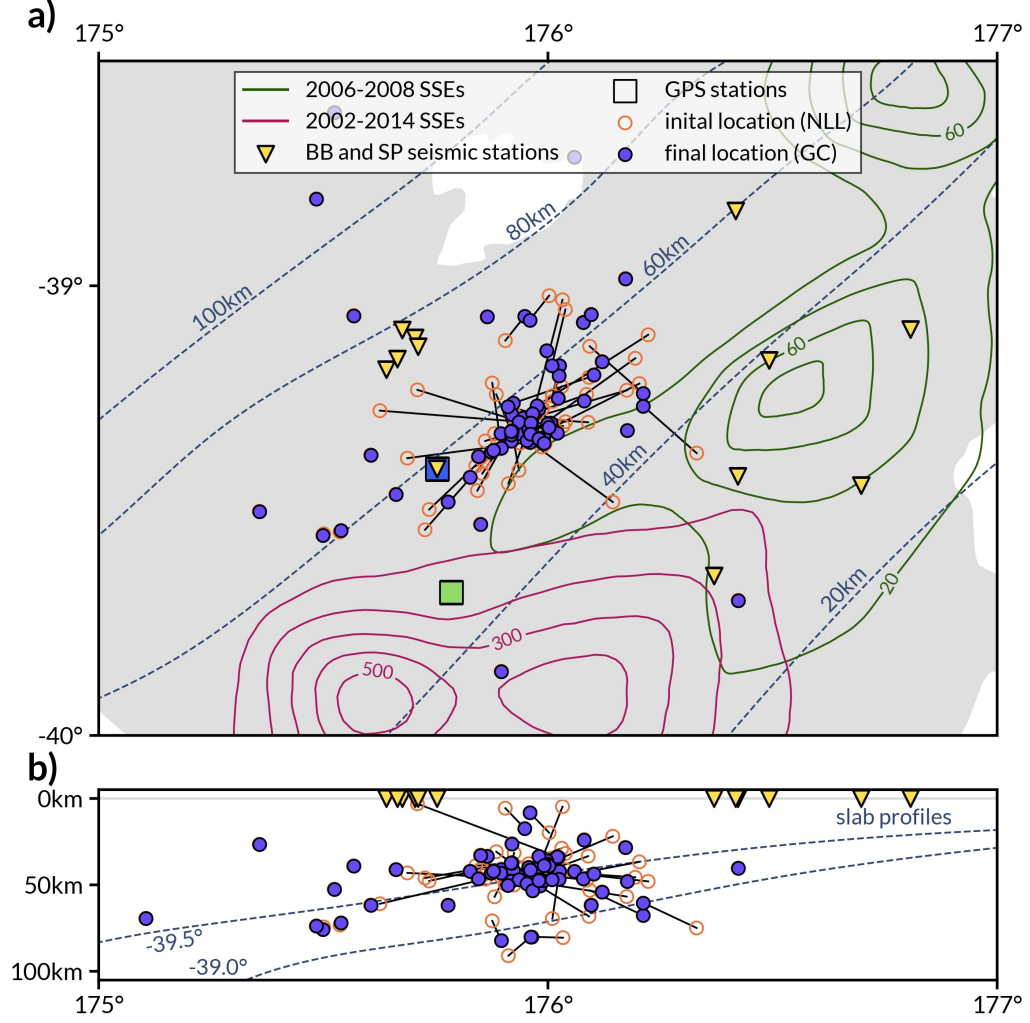 a)
175° 176° 177°
2006-2008 SSEs
2002-2014 SSEs
BB and SP seismic stations
GPS stations
inital location (NLL)
final location (GC)
60
80km
60km
100km
-39°
60
40km
20km
20
300
500
-40°
b)
0km
slab profiles
50km
-39.5°
-39.0°
100km
175° 176° 177°